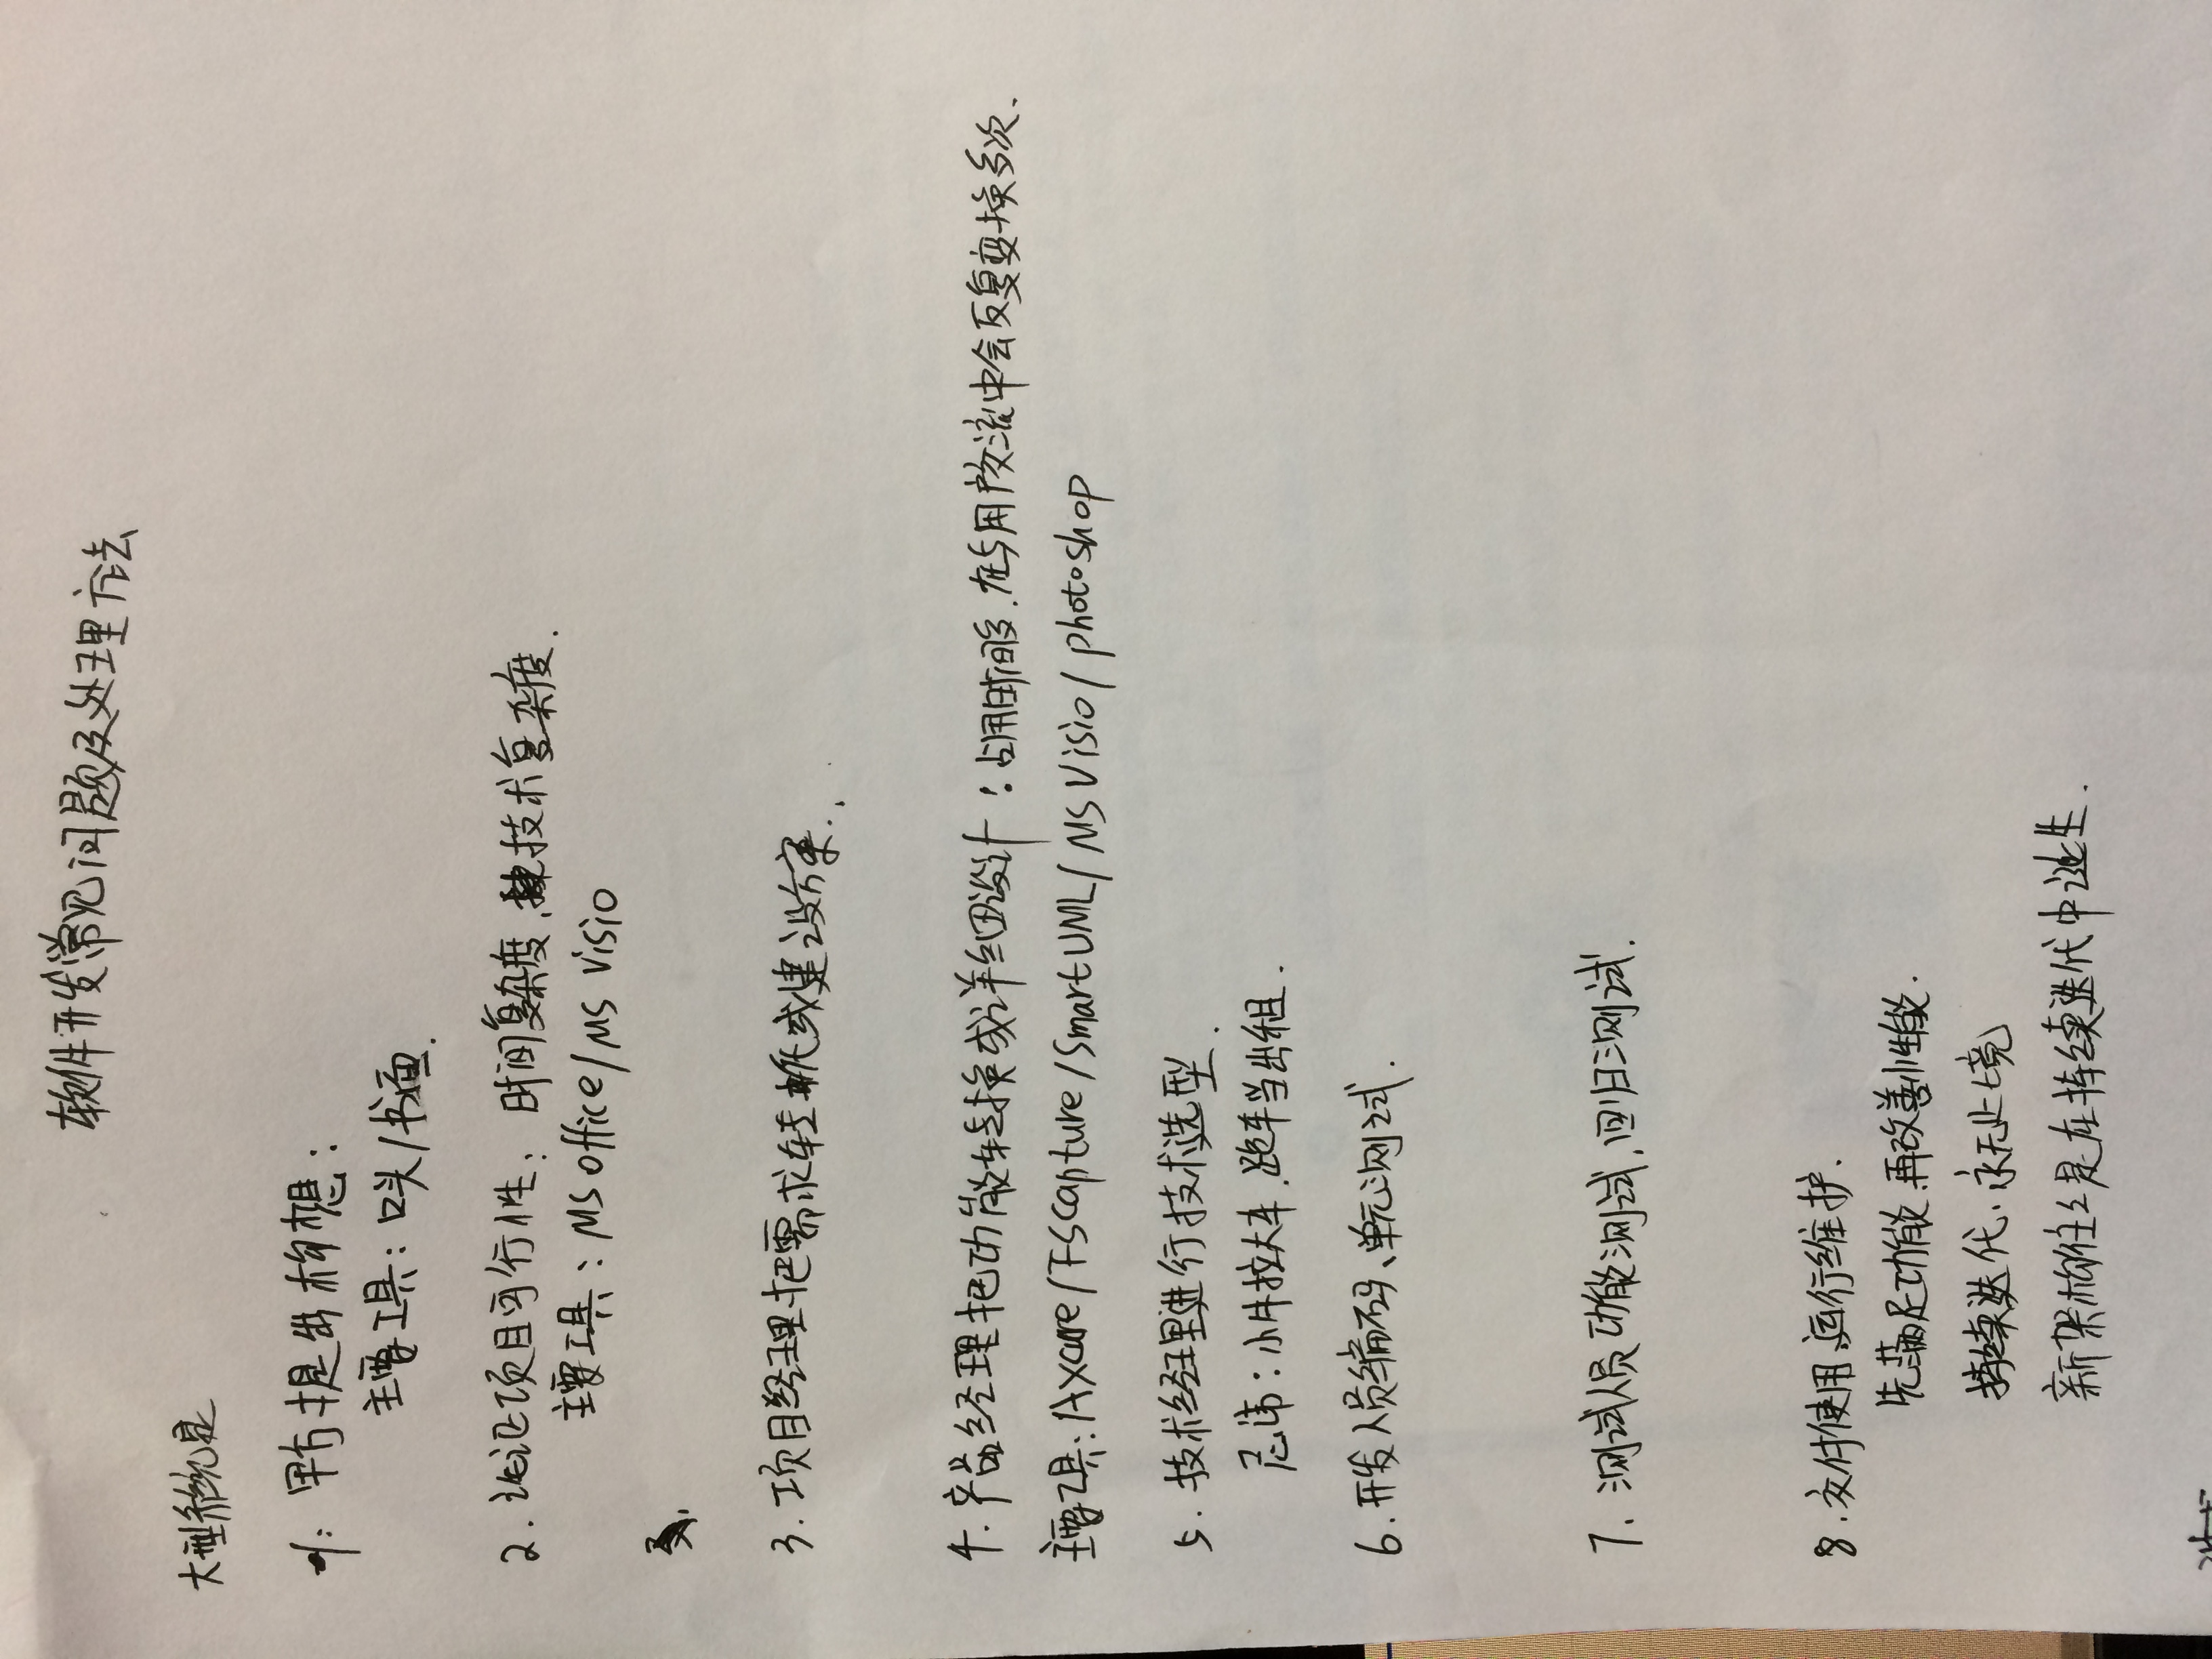 软件开发常见问题及处理方法
大型系统是
1. 甲方提出构想：
主要工具：口头/书面.
2. 论证项目可行性：时间复杂度、技术复杂度.
主要工具：MS office/MS visio
3. 项目经理把需求转换成建设方案.
4. 产品经理把功能转换成详细设计：占用时间多.在与用户交流中会反复变换多次.
主要工具：Axure/FSCapture/SmartUML/MS Visio/photoshop
5. 技术经理进行技术选型.
忌讳：小牛拉大车.跑车当出租.
6. 开发人员编码、单元测试.
7. 测试人员功能测试,回归测试.
8. 交付使用、运行维护.
先满足功能,再改善性能.
持续迭代.永无止境
新架构往々是在持续迭代中诞生.